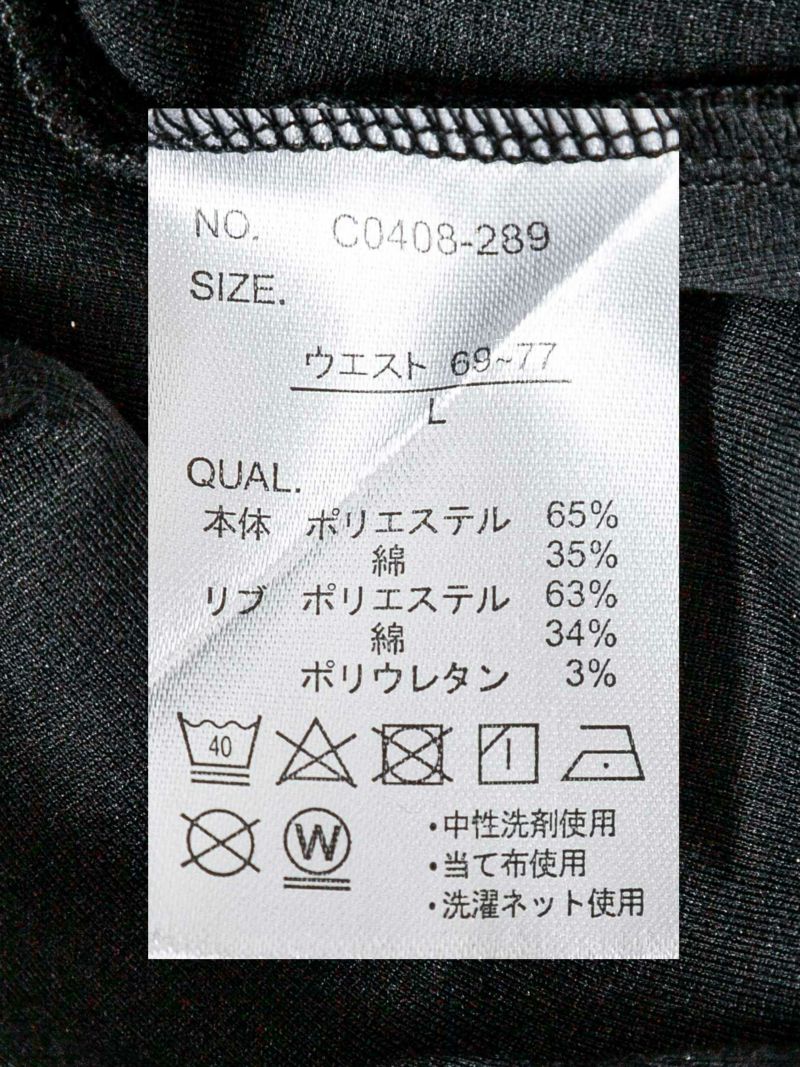 NO. C0408-289
SIZE.
ウエスト 69~77
L
QUAL.
本体 ポリエステル 65%
綿 35%
リブ ポリエステル 63%
綿 34%
ポリウレタン 3%
40
W
・中性洗剤使用
・当て布使用
・洗濯ネット使用